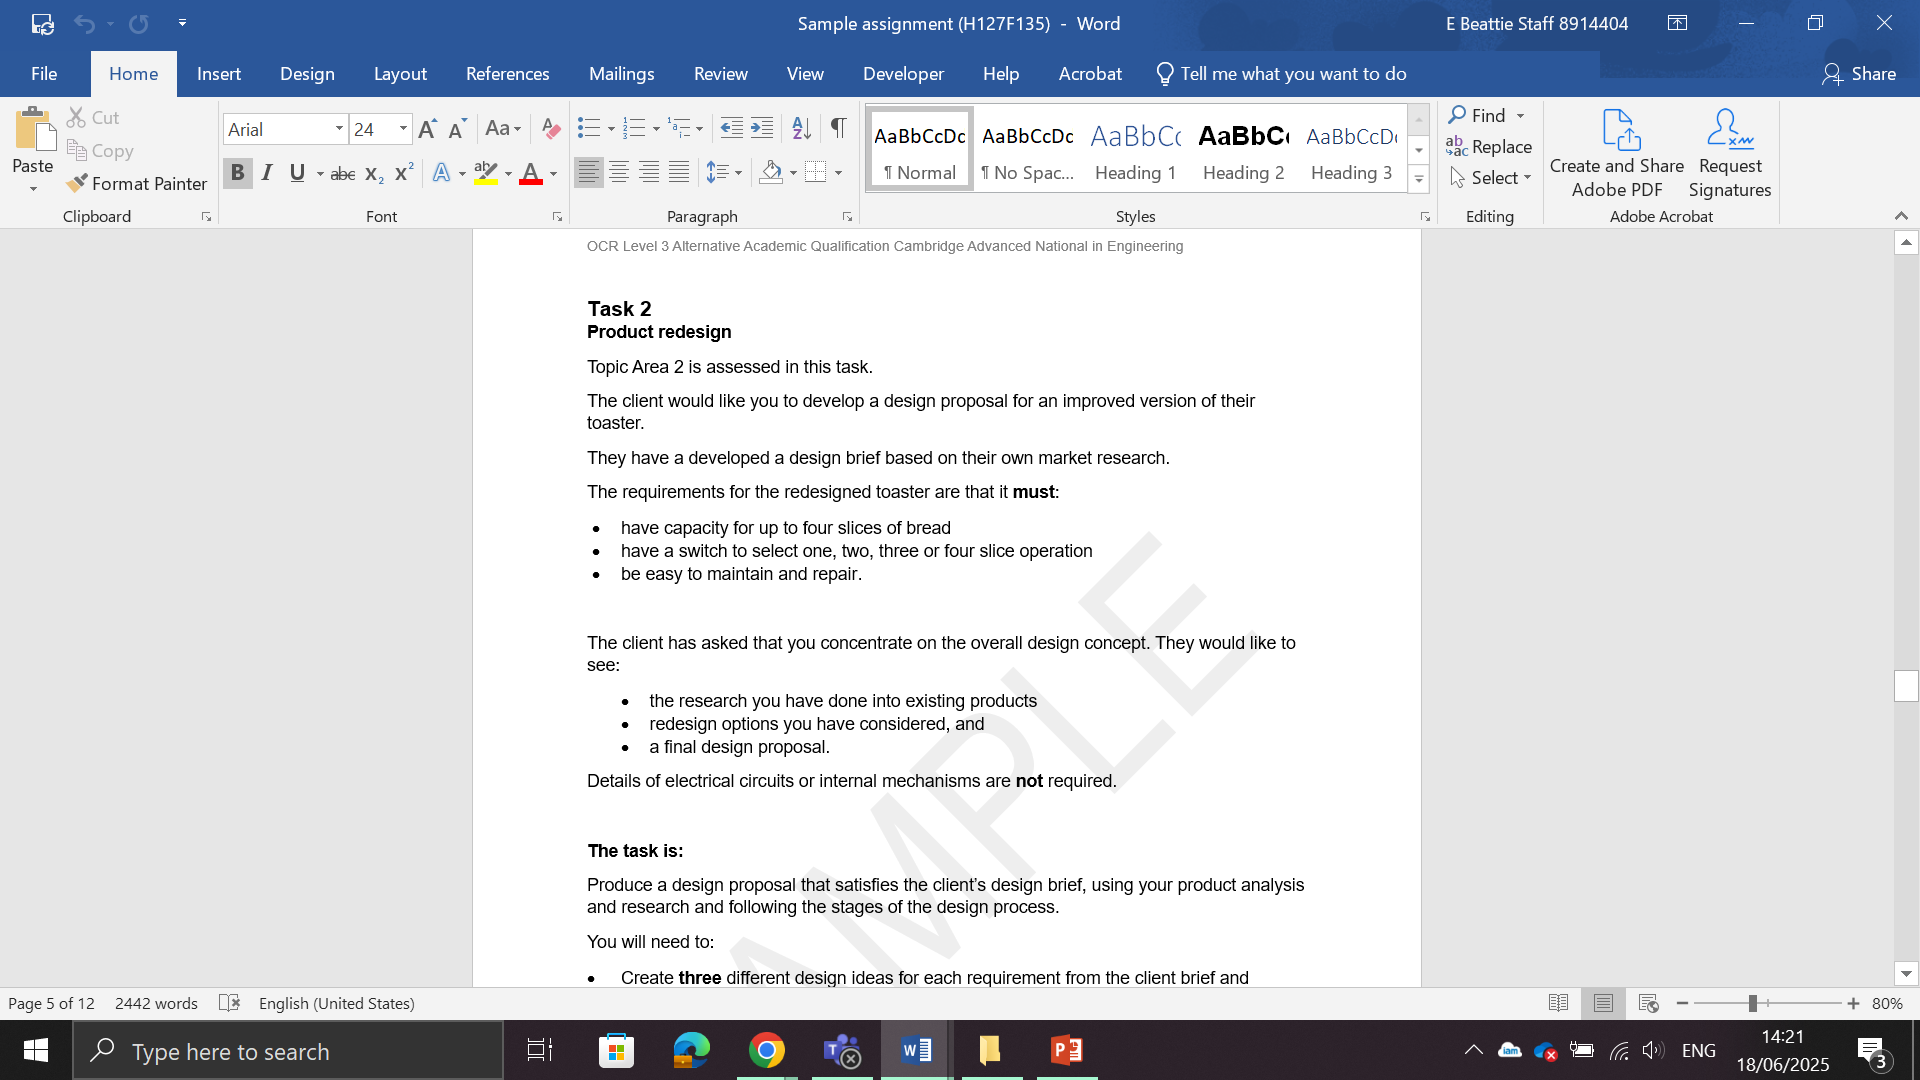 Sample assignment (H127F135) - Word
E Beattie Staff 8914404
File Home Insert Design Layout References Mailings Review View Developer Help Acrobat Tell me what you want to do Share
Paste
Cut
Copy
Format Painter
Clipboard
Arial 24
Font
Paragraph
AaBbCcDc AaBbCcDc AaBbCc AaBbCc AaBbCcD
¶ Normal ¶ No Spac... Heading 1 Heading 2 Heading 3
Styles
Find
Replace
Select
Editing
Create and Share Adobe PDF
Request Signatures
Adobe Acrobat
OCR Level 3 Alternative Academic Qualification Cambridge Advanced National in Engineering
Task 2
Product redesign
Topic Area 2 is assessed in this task.
The client would like you to develop a design proposal for an improved version of their
toaster.
They have a developed a design brief based on their own market research.
The requirements for the redesigned toaster are that it must:
• have capacity for up to four slices of bread
• have a switch to select one, two, three or four slice operation
• be easy to maintain and repair.
The client has asked that you concentrate on the overall design concept. They would like to
see:
• the research you have done into existing products
• redesign options you have considered, and
• a final design proposal.
Details of electrical circuits or internal mechanisms are not required.
The task is:
Produce a design proposal that satisfies the client's design brief, using your product analysis
and research and following the stages of the design process.
You will need to:
• Create three different design ideas for each requirement from the client brief and
AMPLE
Page 5 of 12 2442 words English (United States) 80%
Type here to search
ENG
14:21
18/06/2025
3